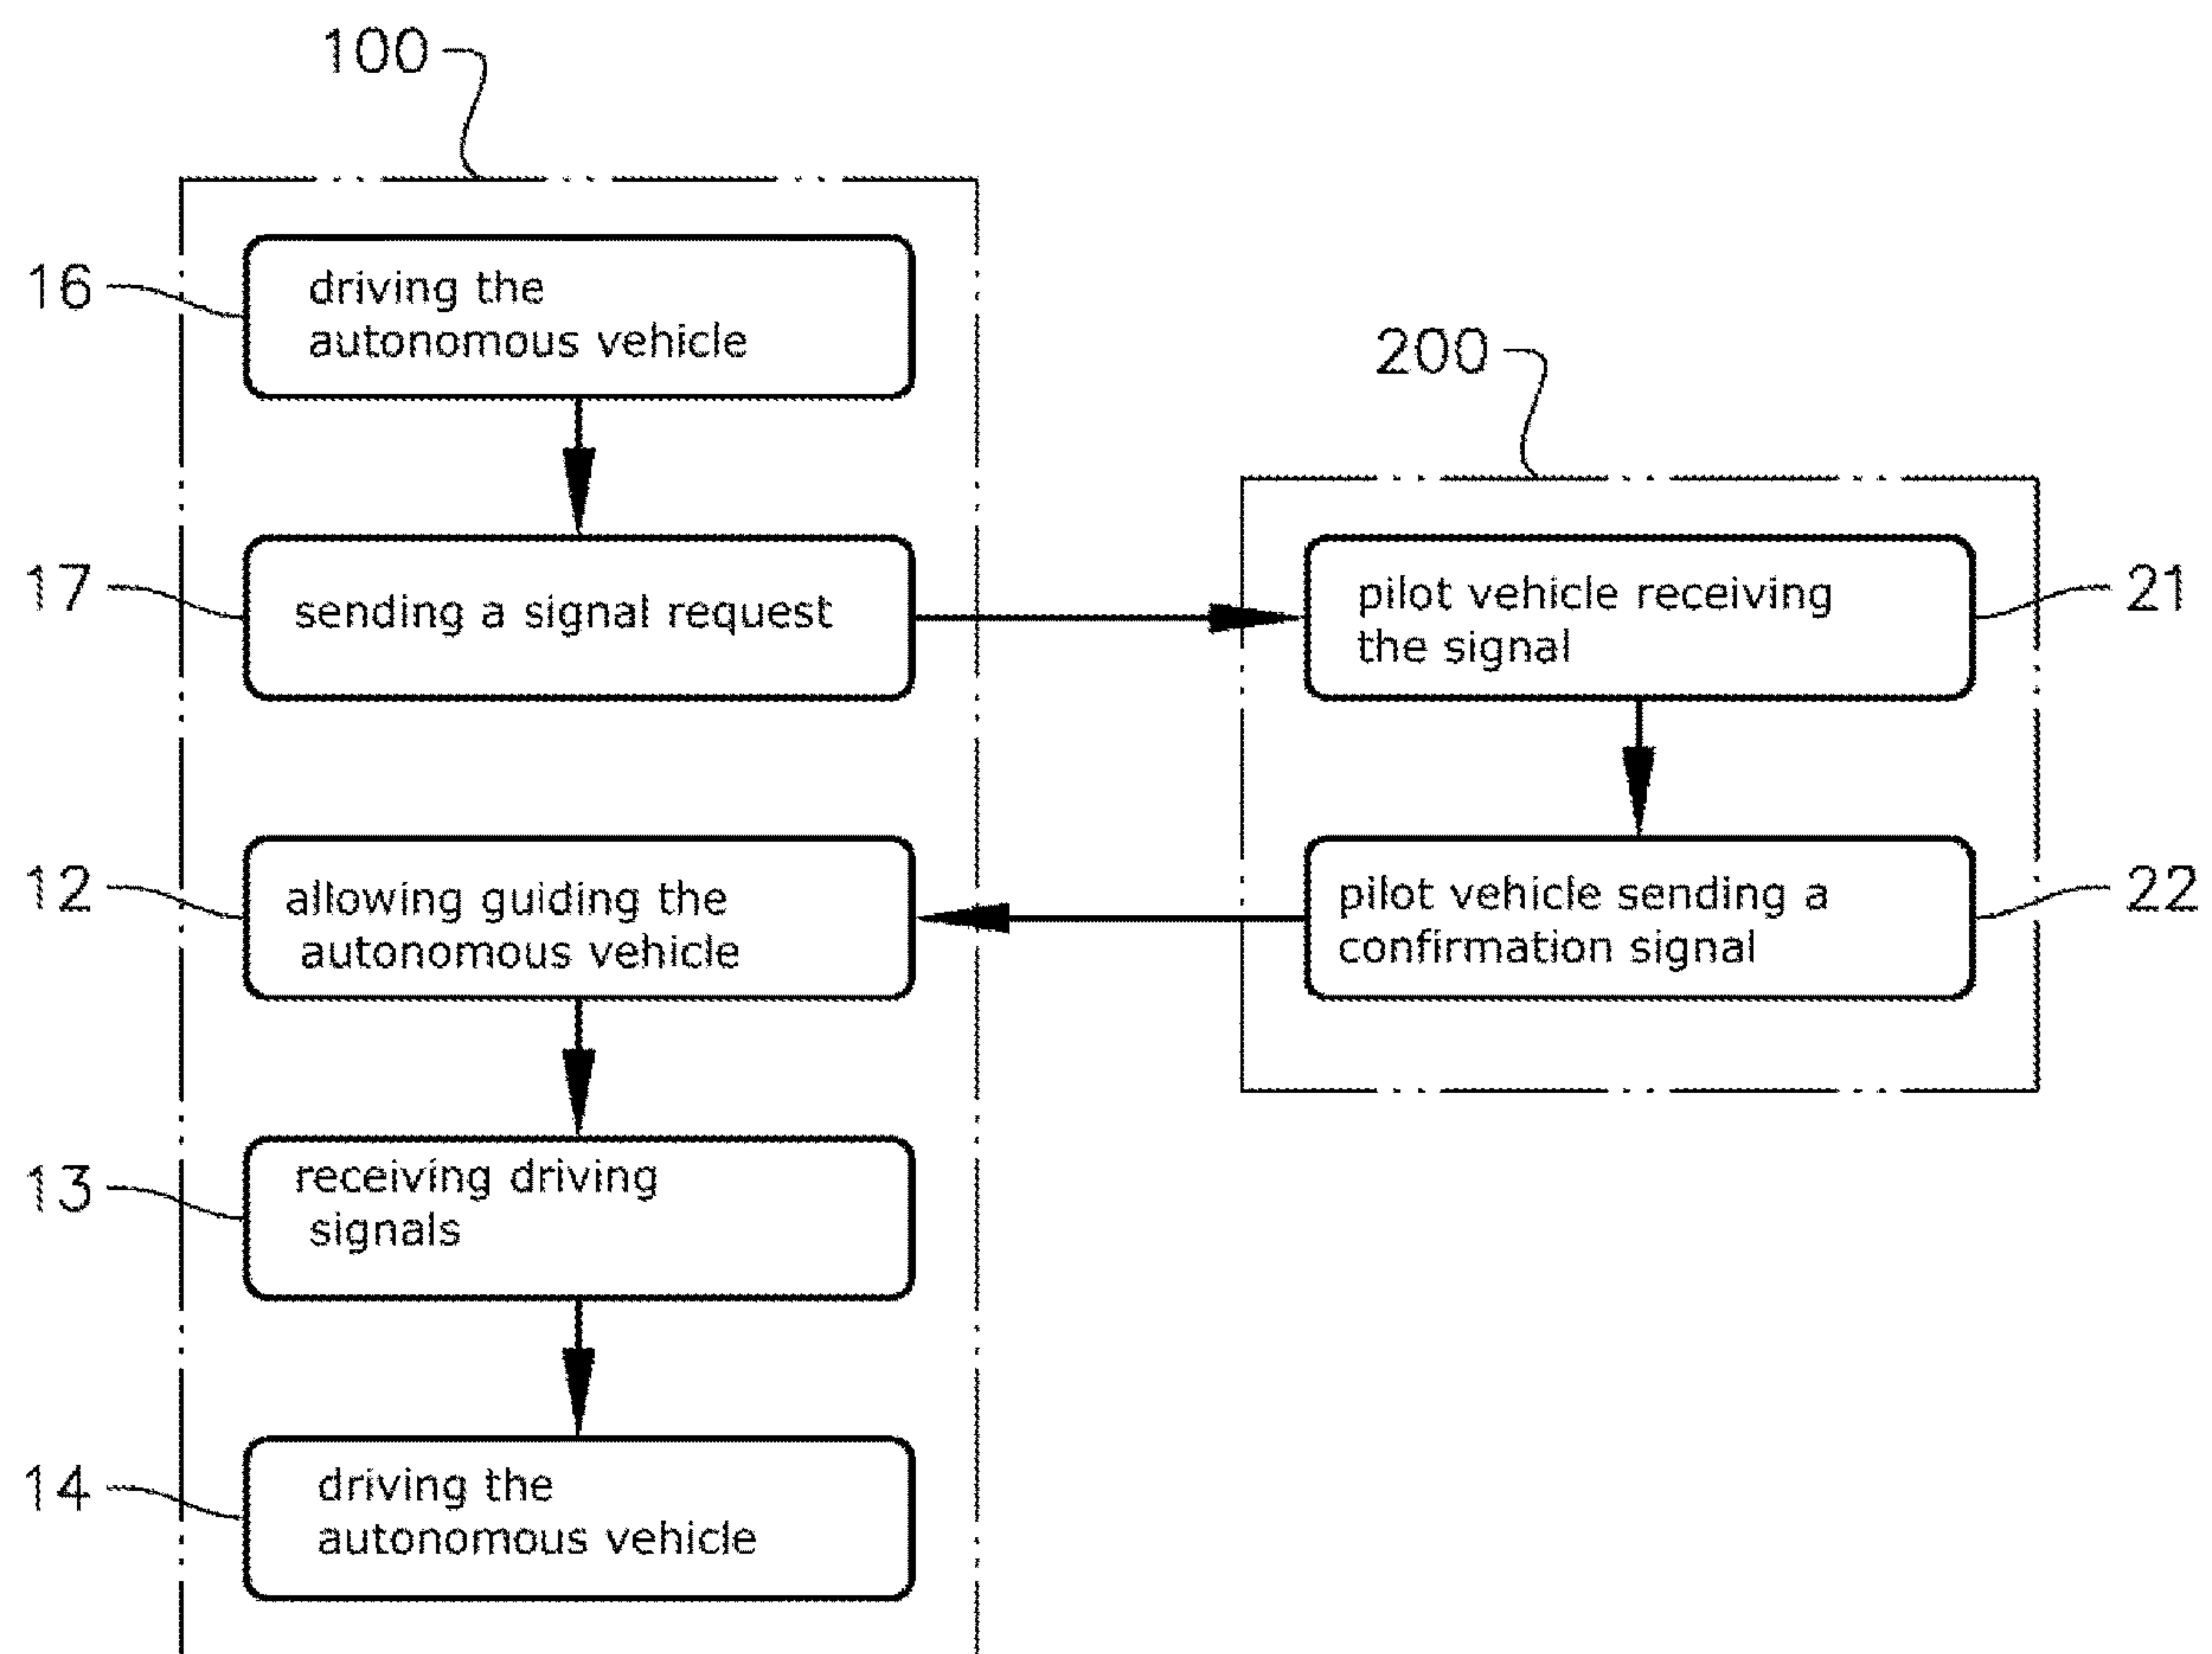 100
16
driving the
autonomous vehicle
200
17
sending a signal request
pilot vehicle receiving
the signal
21
12
allowing guiding the
autonomous vehicle
pilot vehicle sending a
confirmation signal
22
13
receiving driving
signals
14
driving the
autonomous vehicle